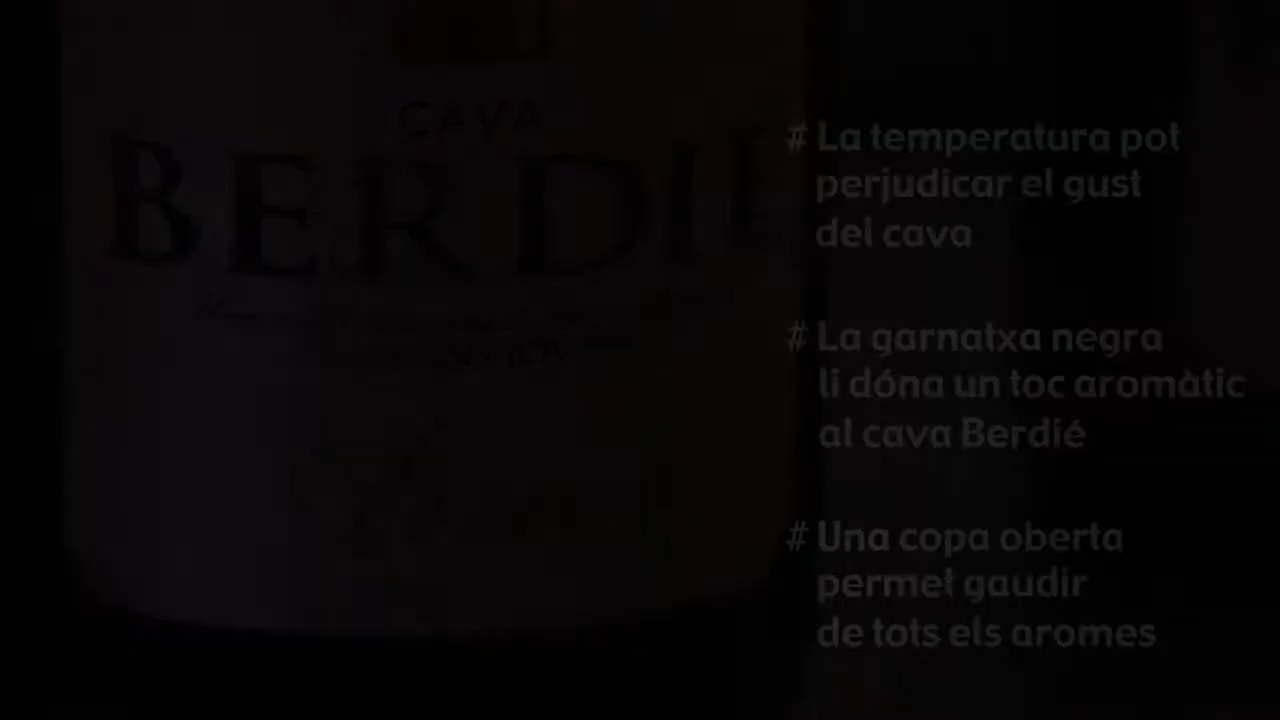 CAVA
BERDIÉ
# La temperatura pot
perjudicar el gust
del cava
# La garnatxa negra
li dóna un toc aromàtic
al cava Berdié
# Una copa oberta
permet gaudir
de tots els aromes